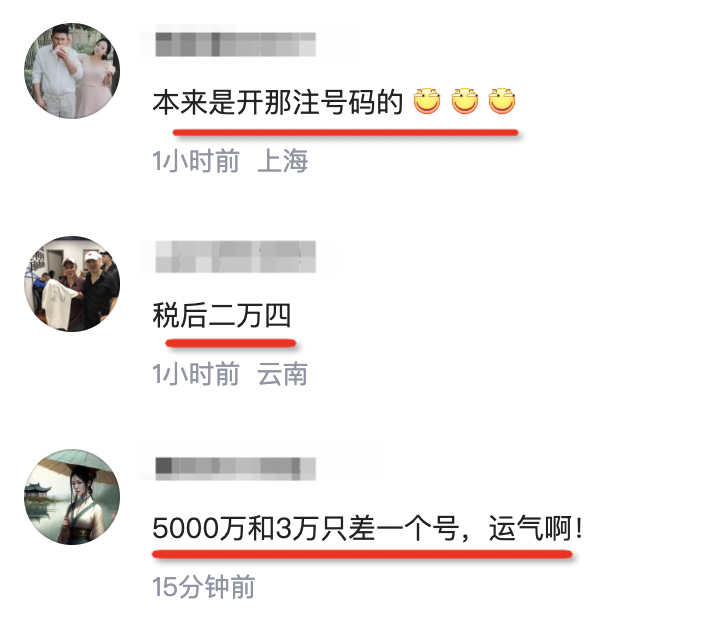 本来是开那注号码的
1小时前 上海
税后二万四
1小时前 云南
5000万和3万只差一个号，运气啊！
15分钟前